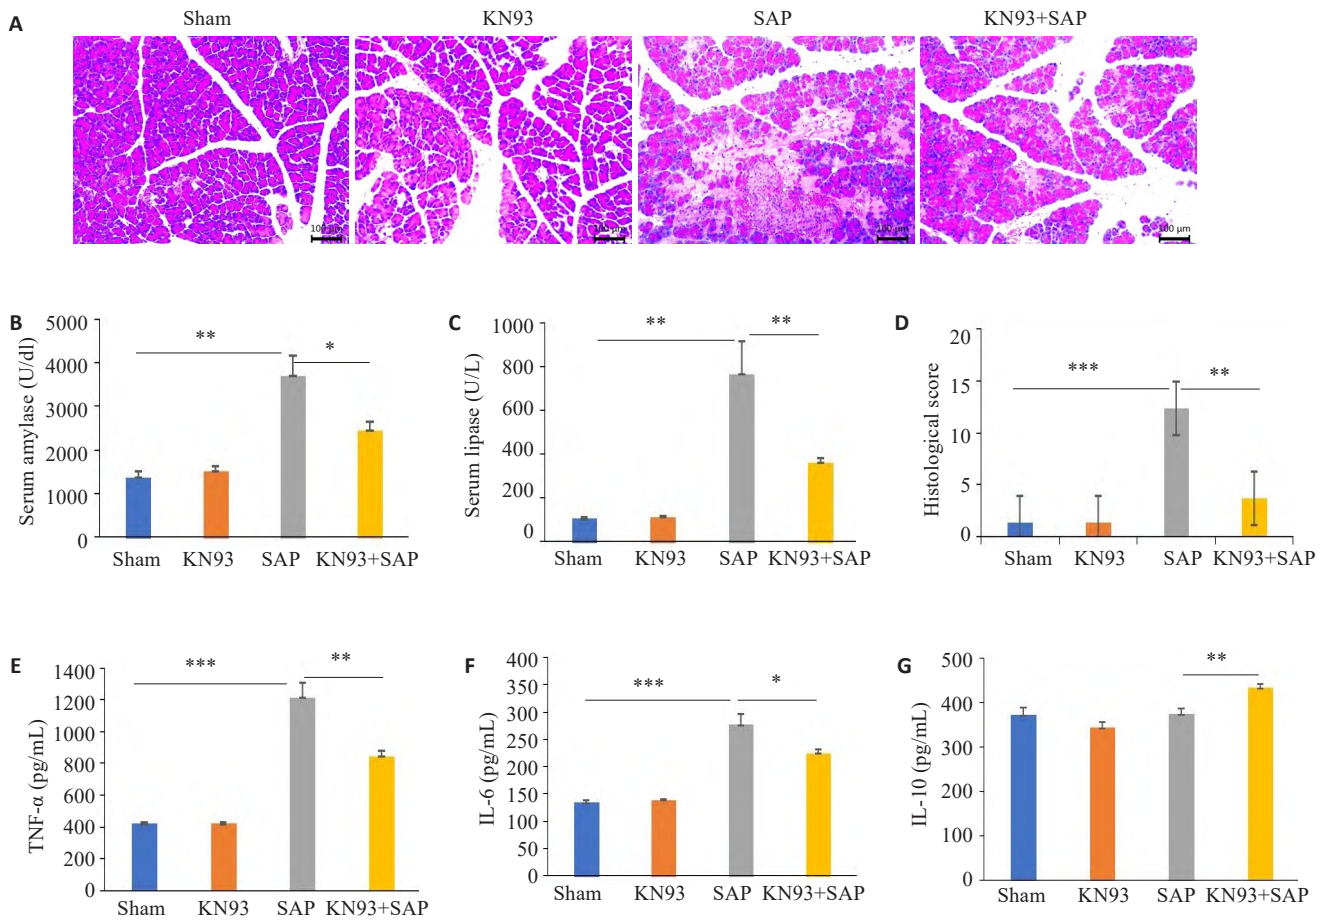 A
Sham KN93 SAP KN93+SAP
100 μm 100 μm 100 μm 100 μm
B
Serum amylase (U/dl)
5000
4000
3000
2000
1000
0
** *
Sham KN93 SAP KN93+SAP
C
Serum lipase (U/L)
1000
800
600
400
200
0
** **
Sham KN93 SAP KN93+SAP
D
Histological score
20
15
10
5
0
*** **
Sham KN93 SAP KN93+SAP
E
TNF-α (pg/mL)
1400
1200
1000
800
600
400
200
0
*** **
Sham KN93 SAP KN93+SAP
F
IL-6 (pg/mL)
400
350
300
250
200
150
100
50
0
*** *
Sham KN93 SAP KN93+SAP
G
IL-10 (pg/mL)
500
400
300
200
100
0
**
Sham KN93 SAP KN93+SAP